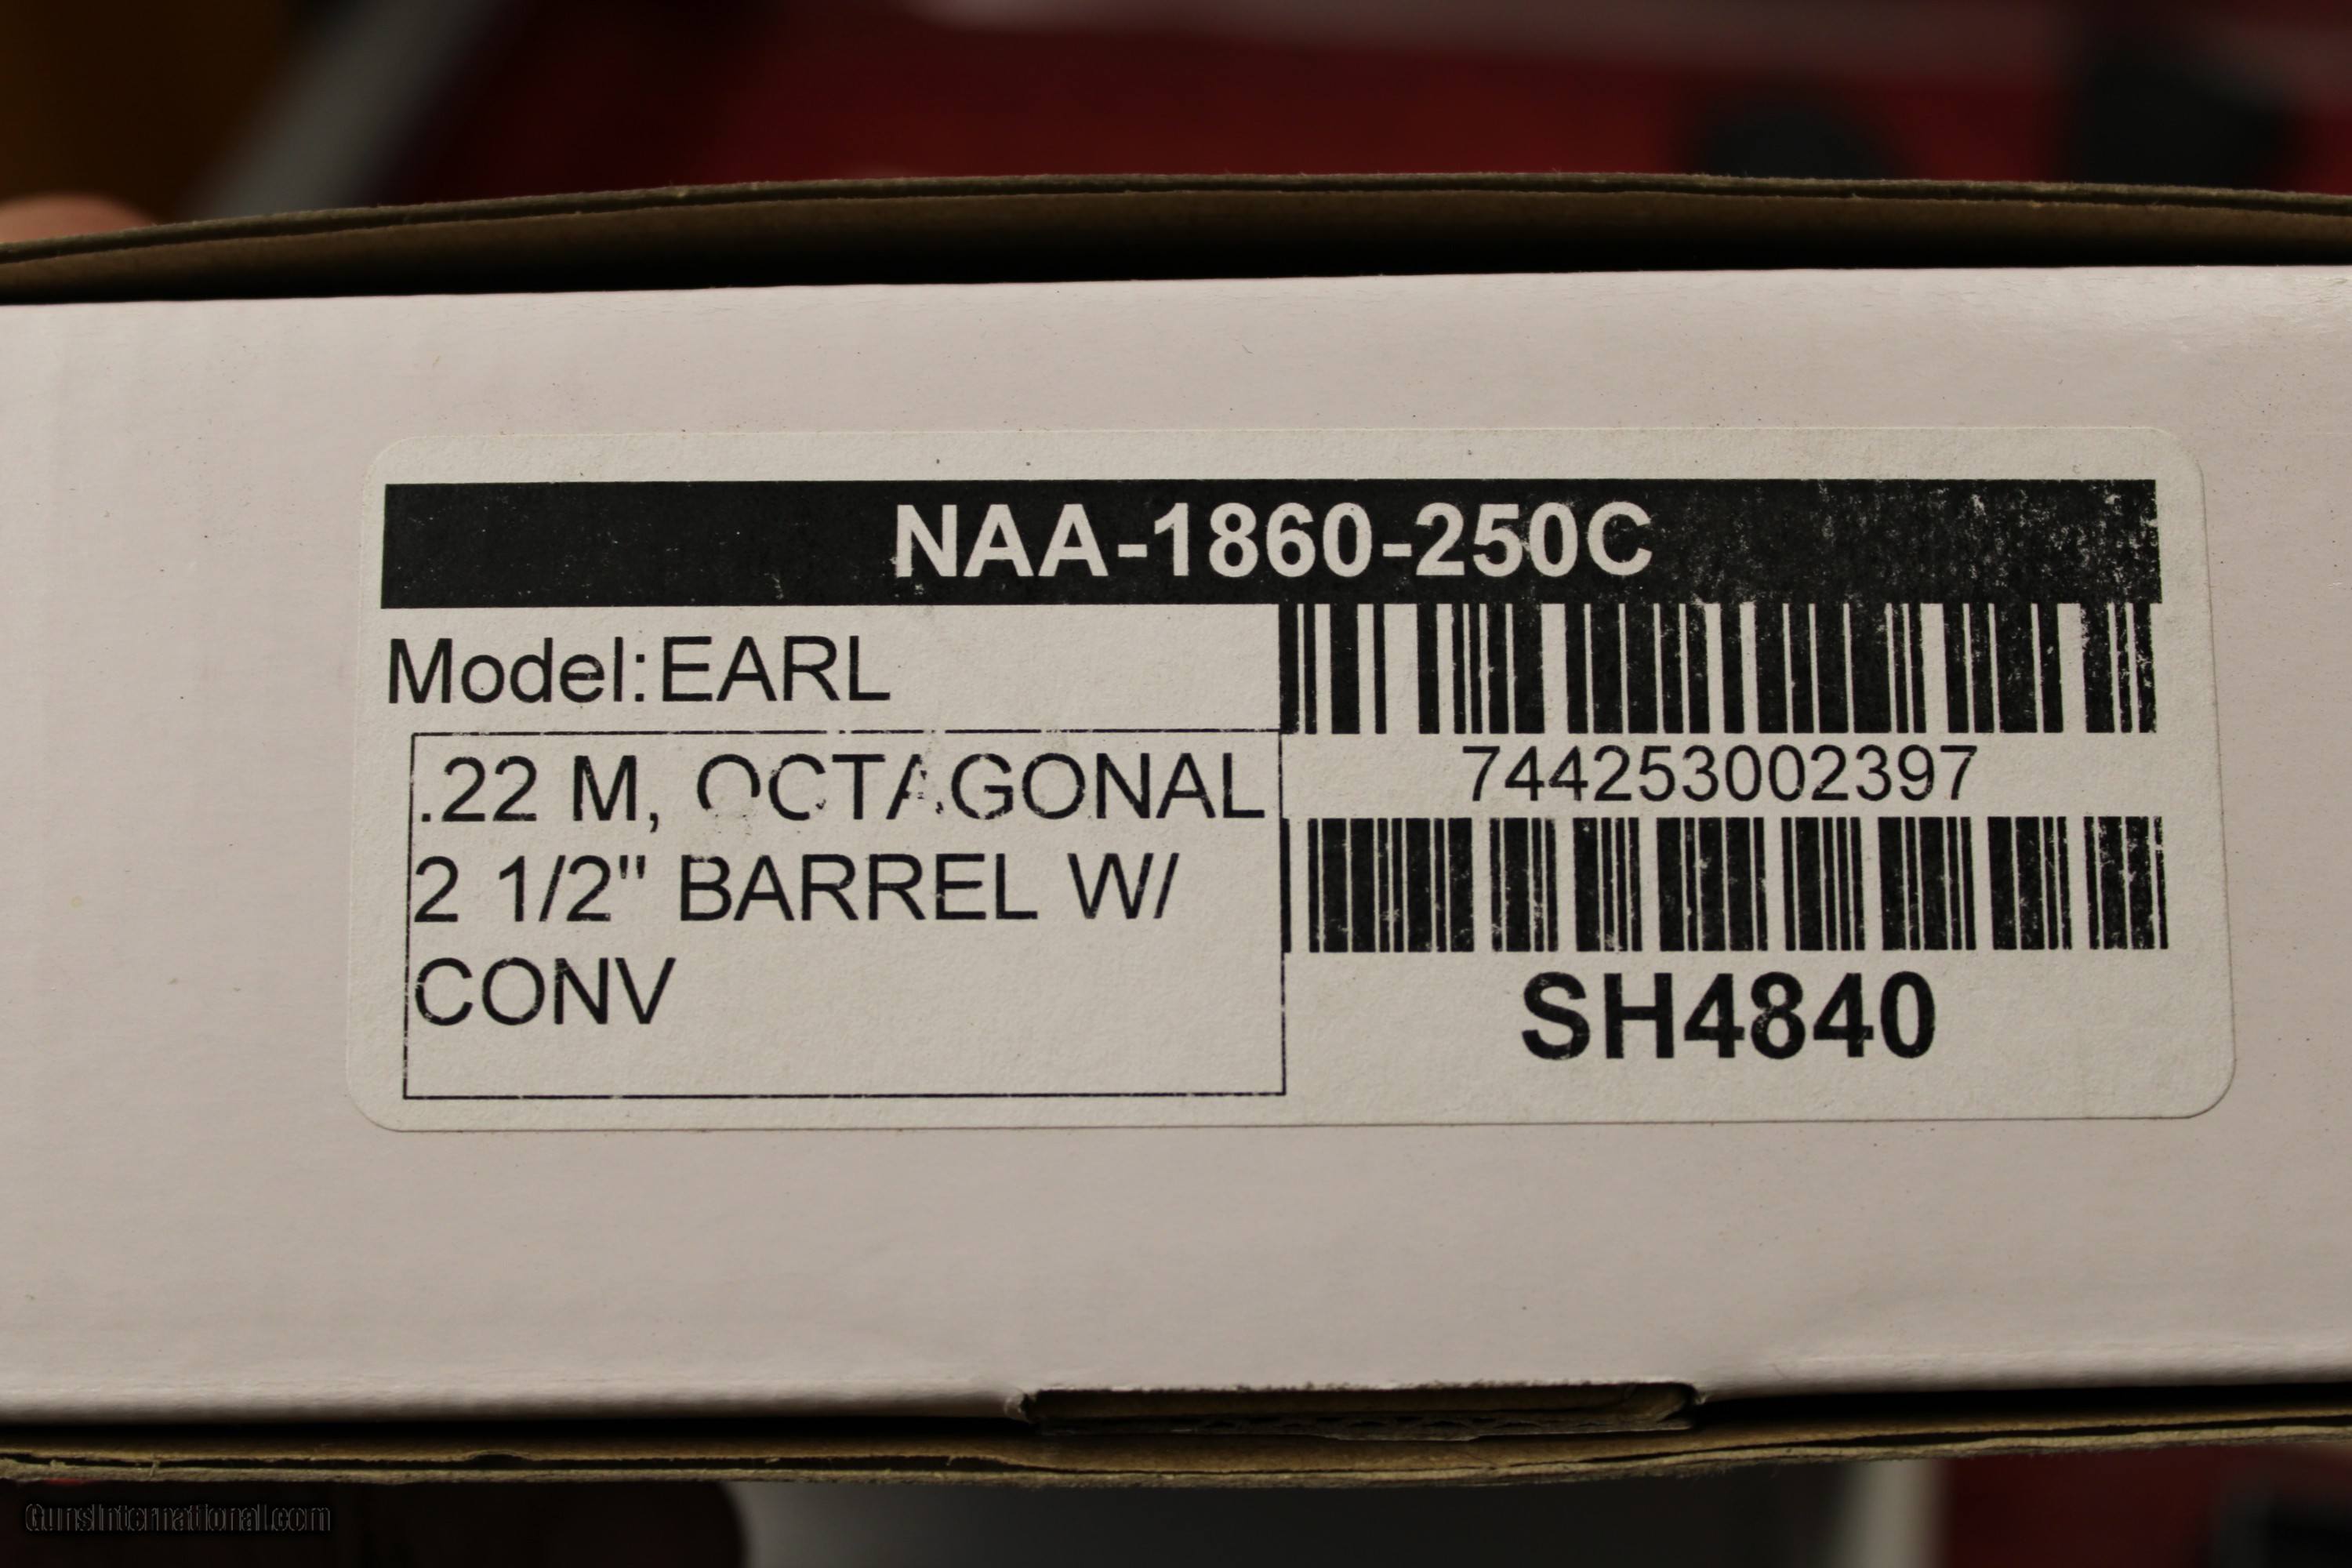 NAA-1860-250C
Model:EARL
.22 M, OCTAGONAL
2 1/2" BARREL W/
CONV
744253002397
SH4840
GunsInternational.com